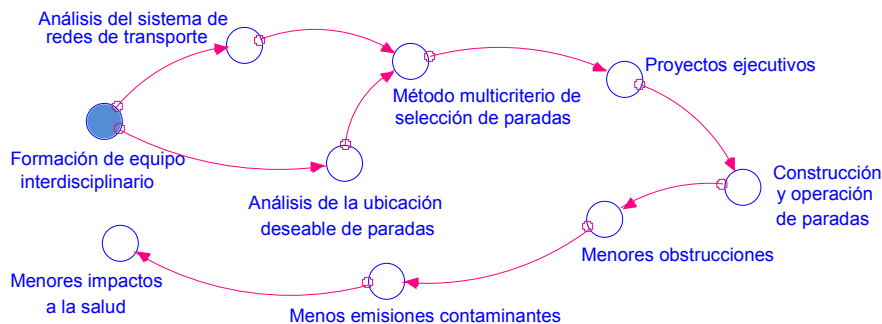 Análisis del sistema de
redes de transporte
Proyectos ejecutivos
Método multicriterio de
selección de paradas
Formación de equipo
interdisciplinario
Construcción
y operación
de paradas
Análisis de la ubicación
deseable de paradas
Menores obstrucciones
Menores impactos
a la salud
Menos emisiones contaminantes